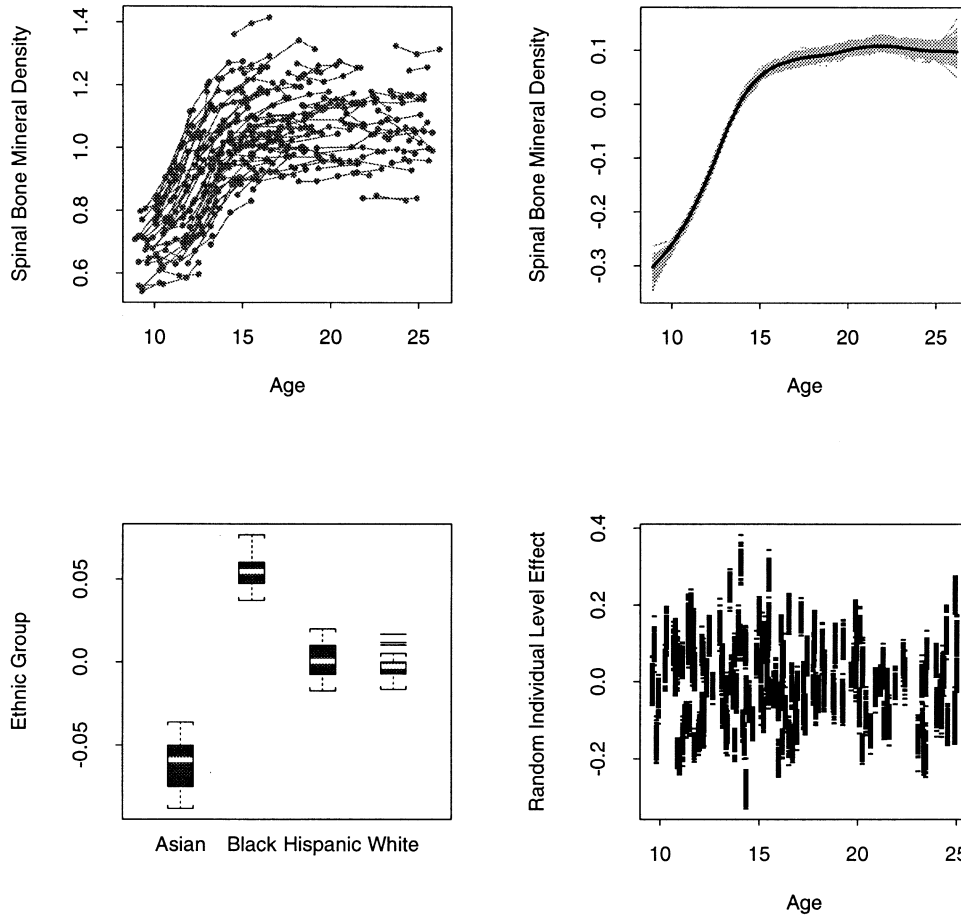 Spinal Bone Mineral Density
1.4
1.2
1.0
0.8
0.6
10
15
20
25
Age
Spinal Bone Mineral Density
0.1
0.0
-0.1
-0.2
-0.3
10
15
20
25
Age
Ethnic Group
0.05
0.0
-0.05
Asian
Black
Hispanic
White
Random Individual Level Effect
0.4
0.2
0.0
-0.2
10
15
20
25
Age